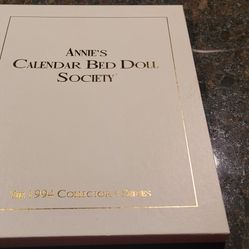 ANNIE'S
CALENDAR BED DOLL
SOCIETY
THE 1994 COLLECTOR'S SERIES